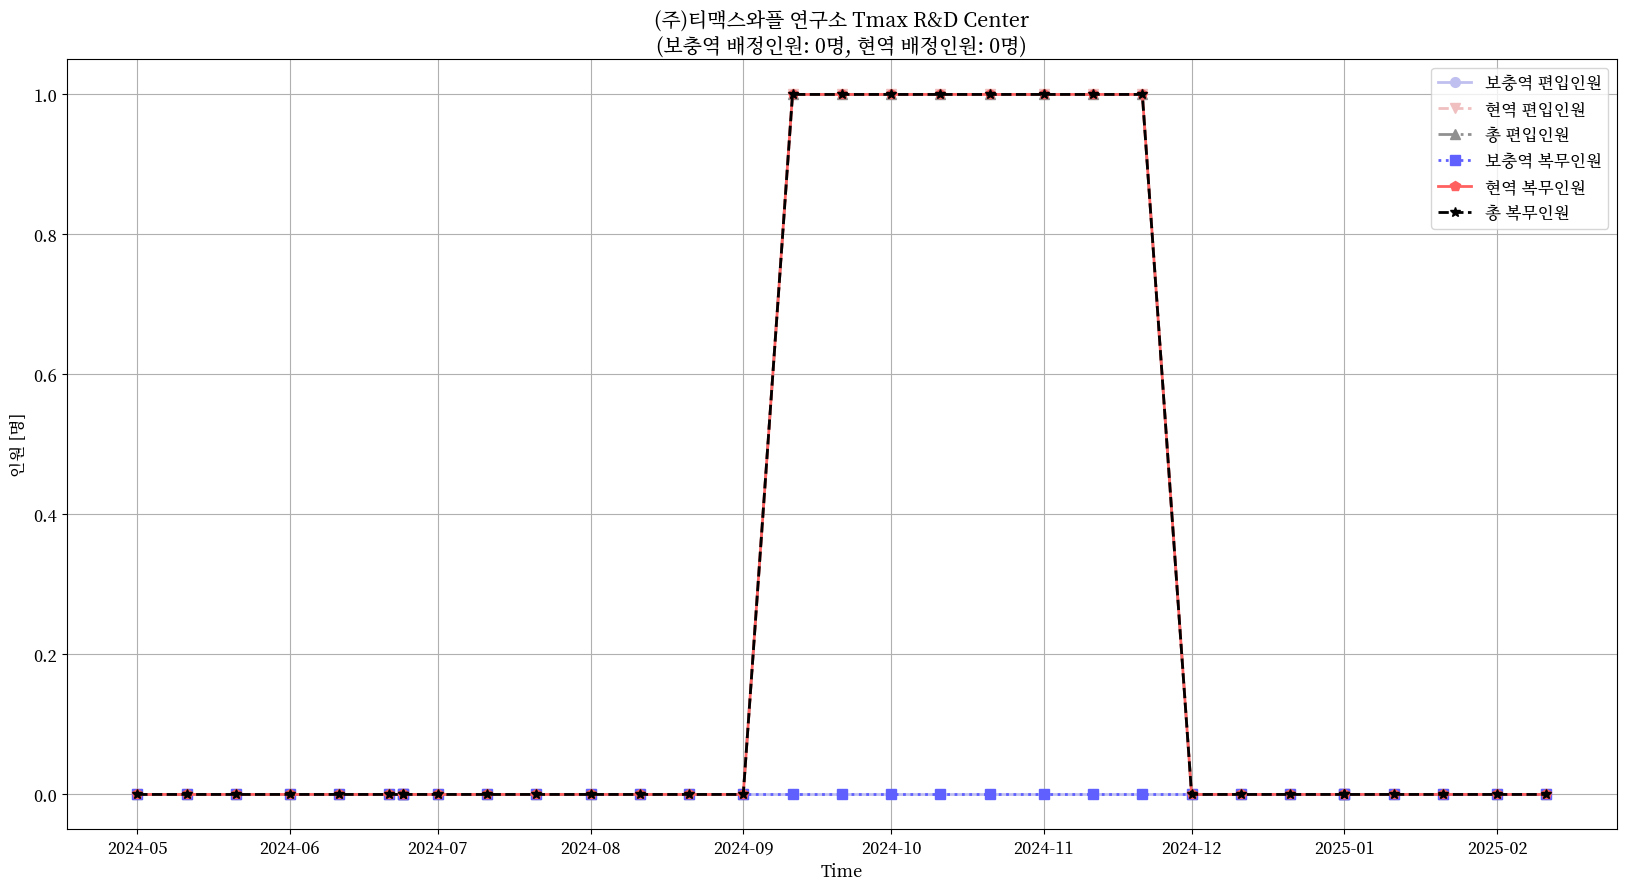 (주)티맥스와플 연구소 Tmax R&D Center
(보충역 배정인원: 0명, 현역 배정인원: 0명)
보충역 편입인원
현역 편입인원
총 편입인원
보충역 복무인원
현역 복무인원
총 복무인원
인원 [명]
1.0
0.8
0.6
0.4
0.2
0.0
2024-05 2024-06 2024-07 2024-08 2024-09 2024-10 2024-11 2024-12 2025-01 2025-02
Time